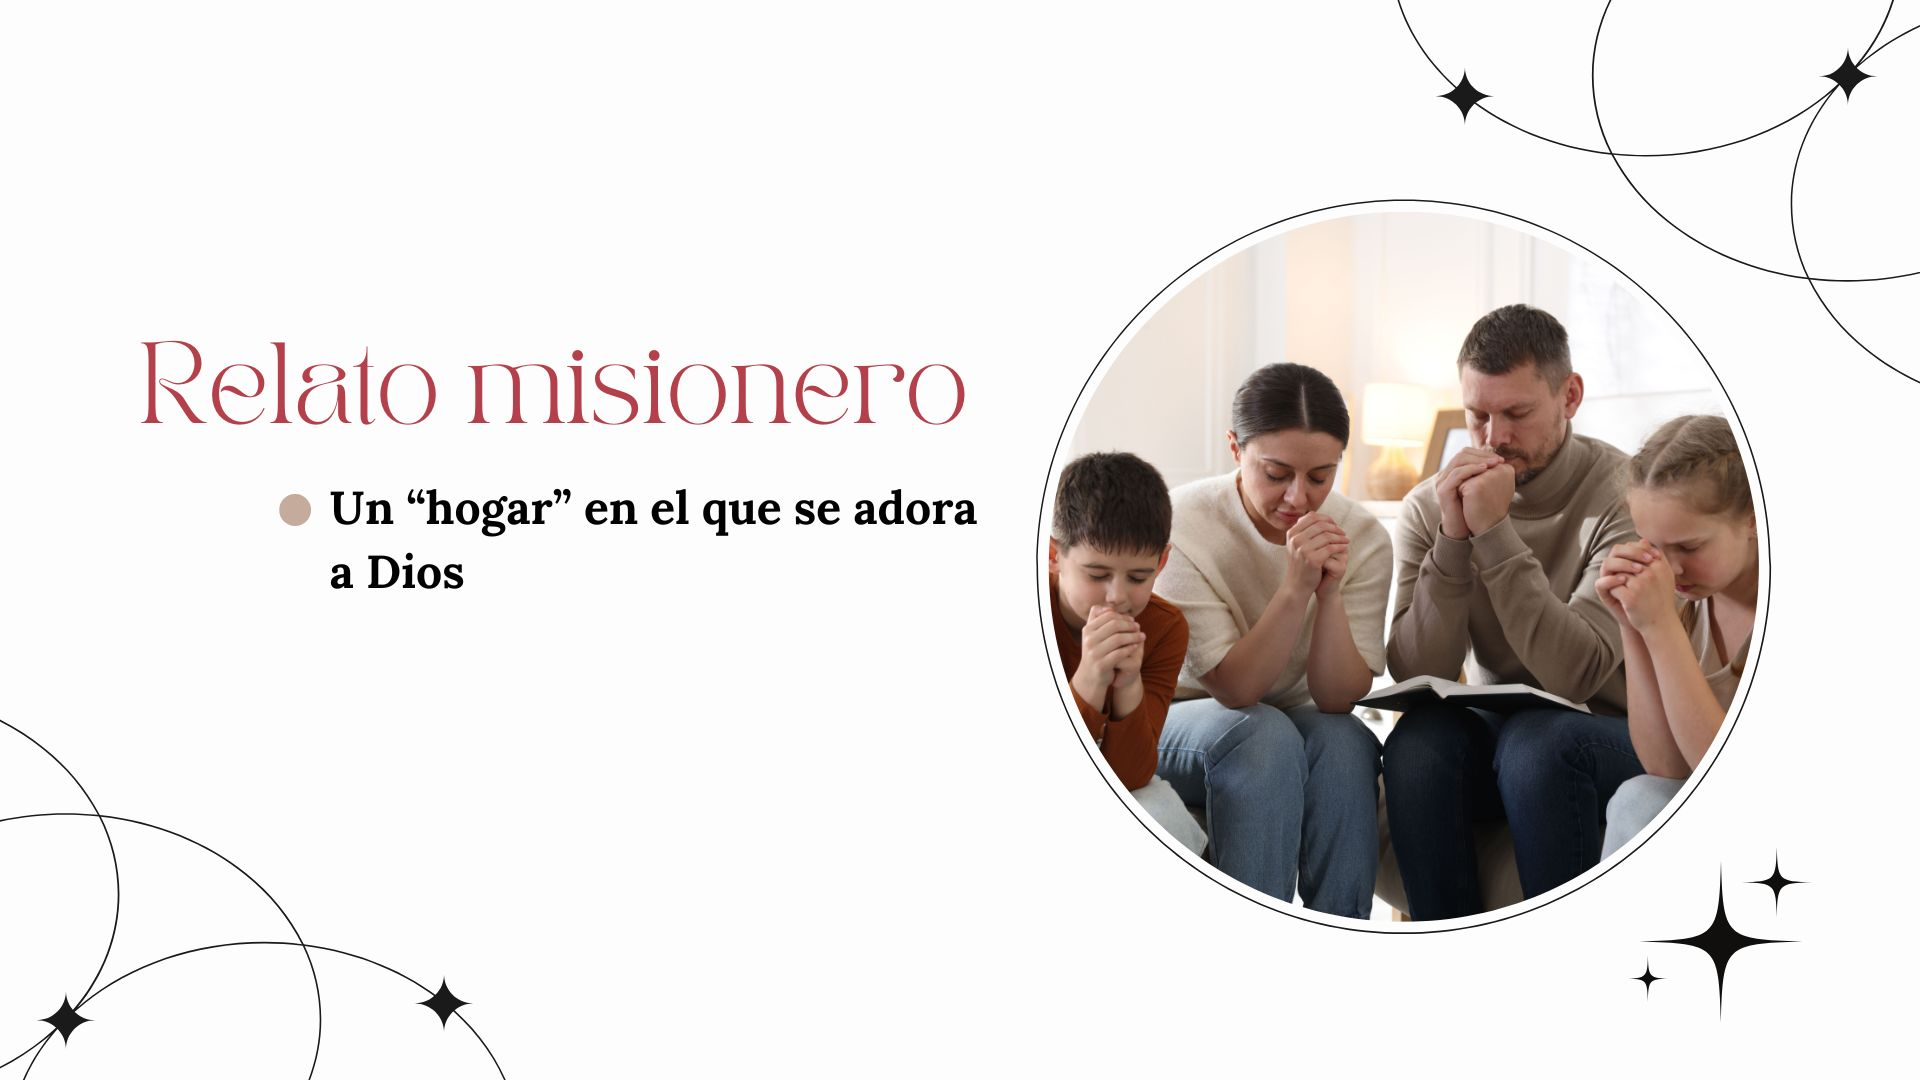 Relato misionero
Un “hogar” en el que se adora
a Dios